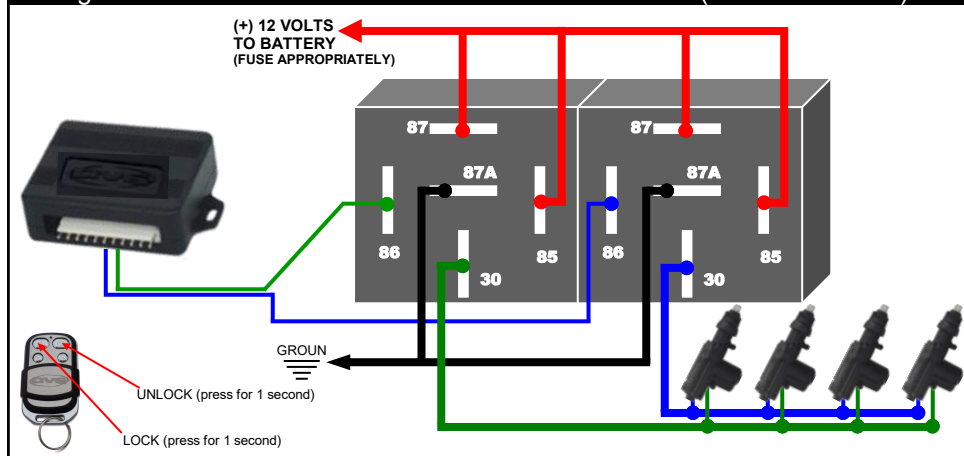 (+) 12 VOLTS
TO BATTERY
(FUSE APPROPRIATELY)
87
87
87A
87A
86
85
86
85
30
30
GROUN
UNLOCK (press for 1 second)
LOCK (press for 1 second)